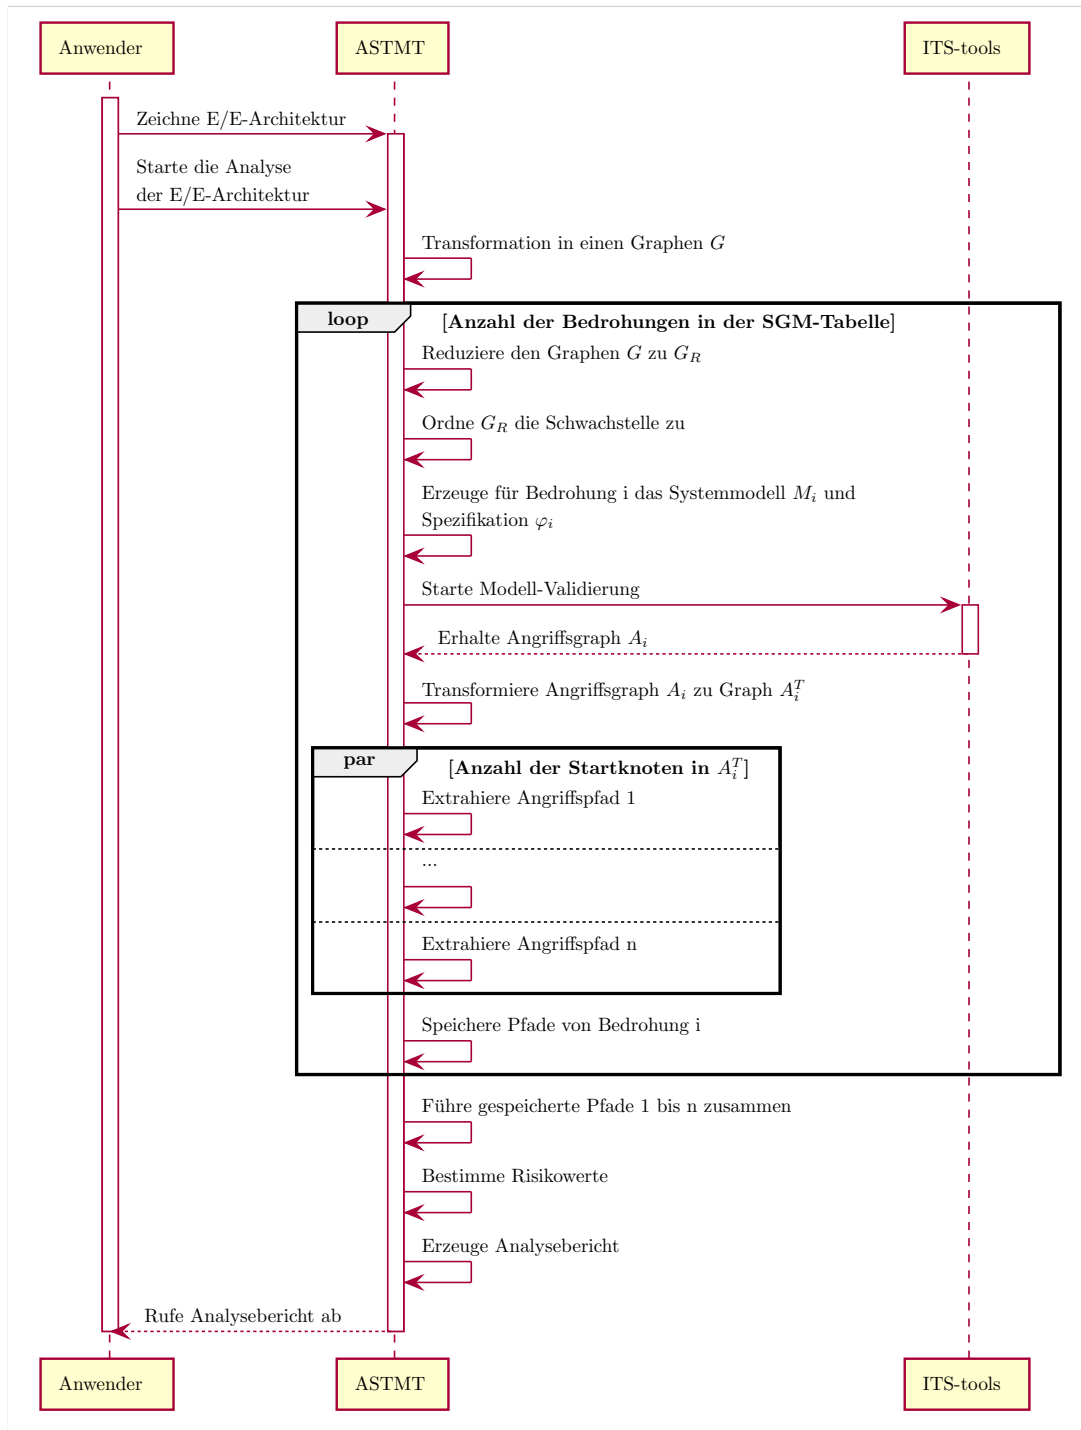 Anwender
ASTMT
ITS-tools
Zeichne E/E-Architektur
Starte die Analyse
der E/E-Architektur
Transformation in einen Graphen G
loop
[Anzahl der Bedrohungen in der SGM-Tabelle]
Reduziere den Graphen G zu G_R
Ordne G_R die Schwachstelle zu
Erzeuge für Bedrohung i das Systemmodell M_i und
Spezifikation φ_i
Starte Modell-Validierung
Erhalte Angriffsgraph A_i
Transformiere Angriffsgraph A_i zu Graph A_i^T
par
[Anzahl der Startknoten in A_i^T]
Extrahiere Angriffspfad 1
...
Extrahiere Angriffspfad n
Speichere Pfade von Bedrohung i
Führe gespeicherte Pfade 1 bis n zusammen
Bestimme Risikowerte
Erzeuge Analysebericht
Rufe Analysebericht ab
Anwender
ASTMT
ITS-tools